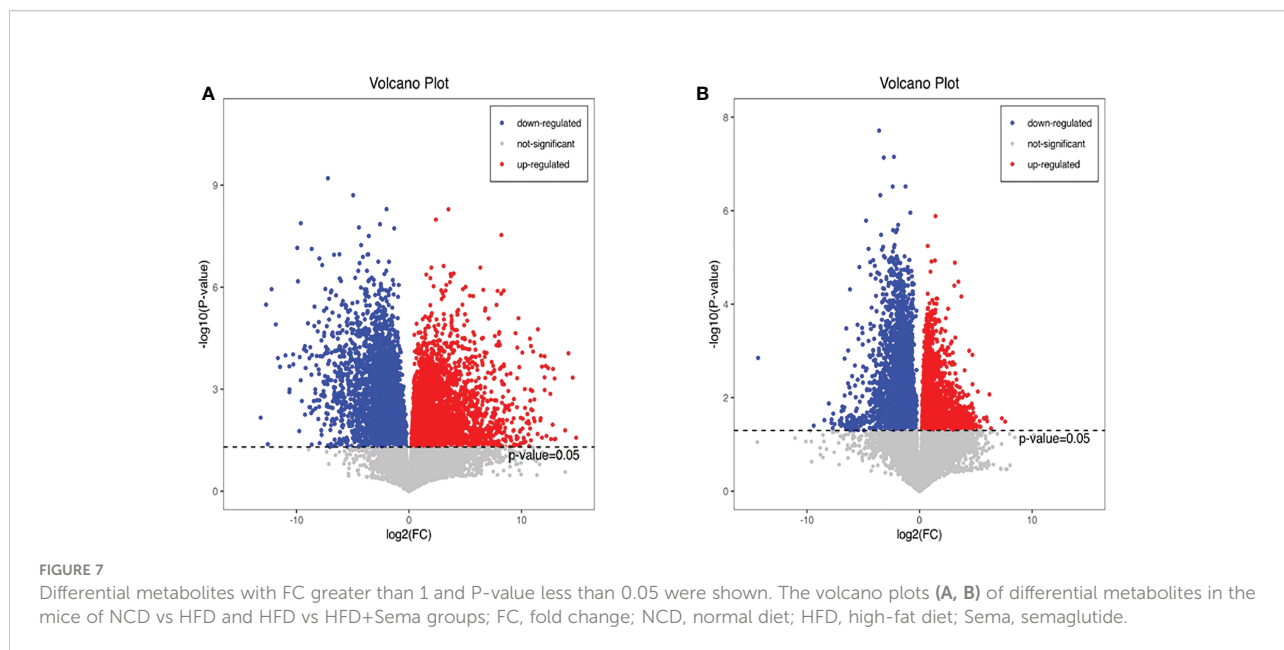 A
Volcano Plot
down-regulated
not-significant
up-regulated
9
6
3
0
-log10(P-value)
p-value=0.05
-10
0
10
log2(FC)
B
Volcano Plot
down-regulated
not-significant
up-regulated
8
6
4
2
0
-log10(P-value)
p-value=0.05
-10
0
10
log2(FC)
FIGURE 7
Differential metabolites with FC greater than 1 and P-value less than 0.05 were shown. The volcano plots (A, B) of differential metabolites in the
mice of NCD vs HFD and HFD vs HFD+Sema groups; FC, fold change; NCD, normal diet; HFD, high-fat diet; Sema, semaglutide.